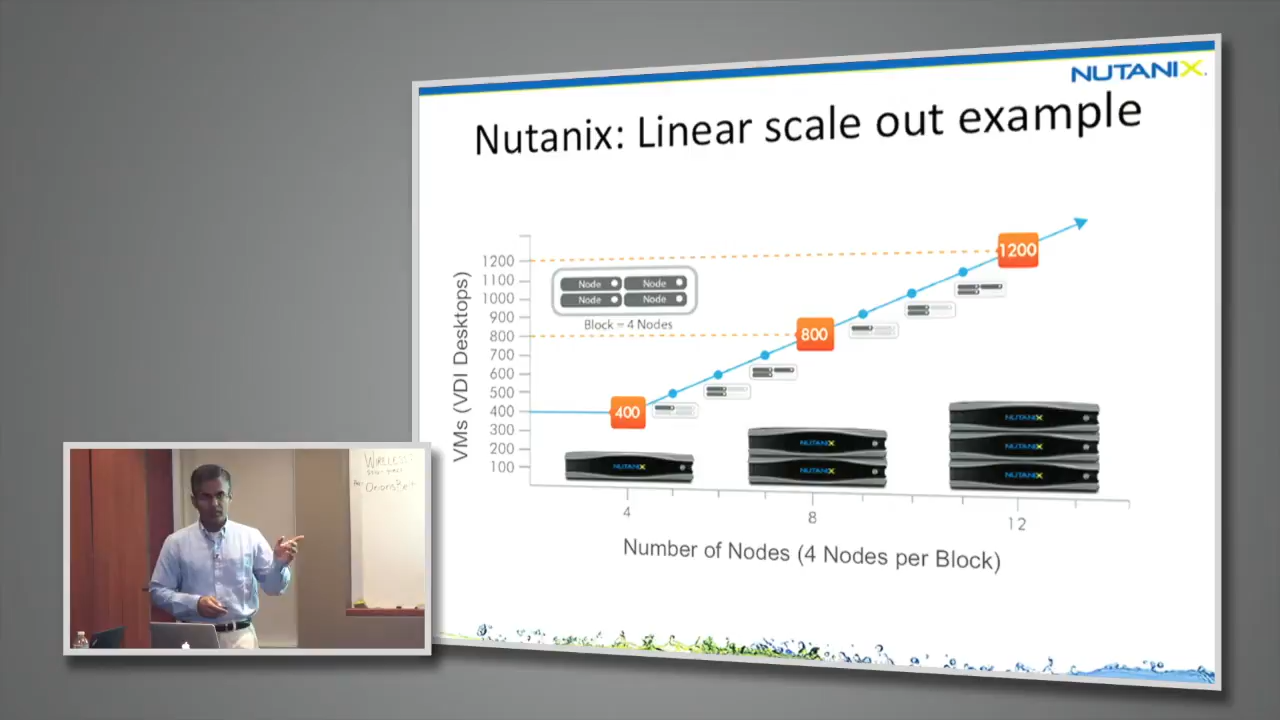 NUTANIX
Nutanix: Linear scale out example
VMs (VDI Desktops)
1200
1100
1000
900
800
700
600
500
400
300
200
100
Node Node
Node Node
Block = 4 Nodes
400
800
1200
NUTANIX
NUTANIX
NUTANIX
NUTANIX
NUTANIX
NUTANIX
4
8
12
Number of Nodes (4 Nodes per Block)
WIRELESS